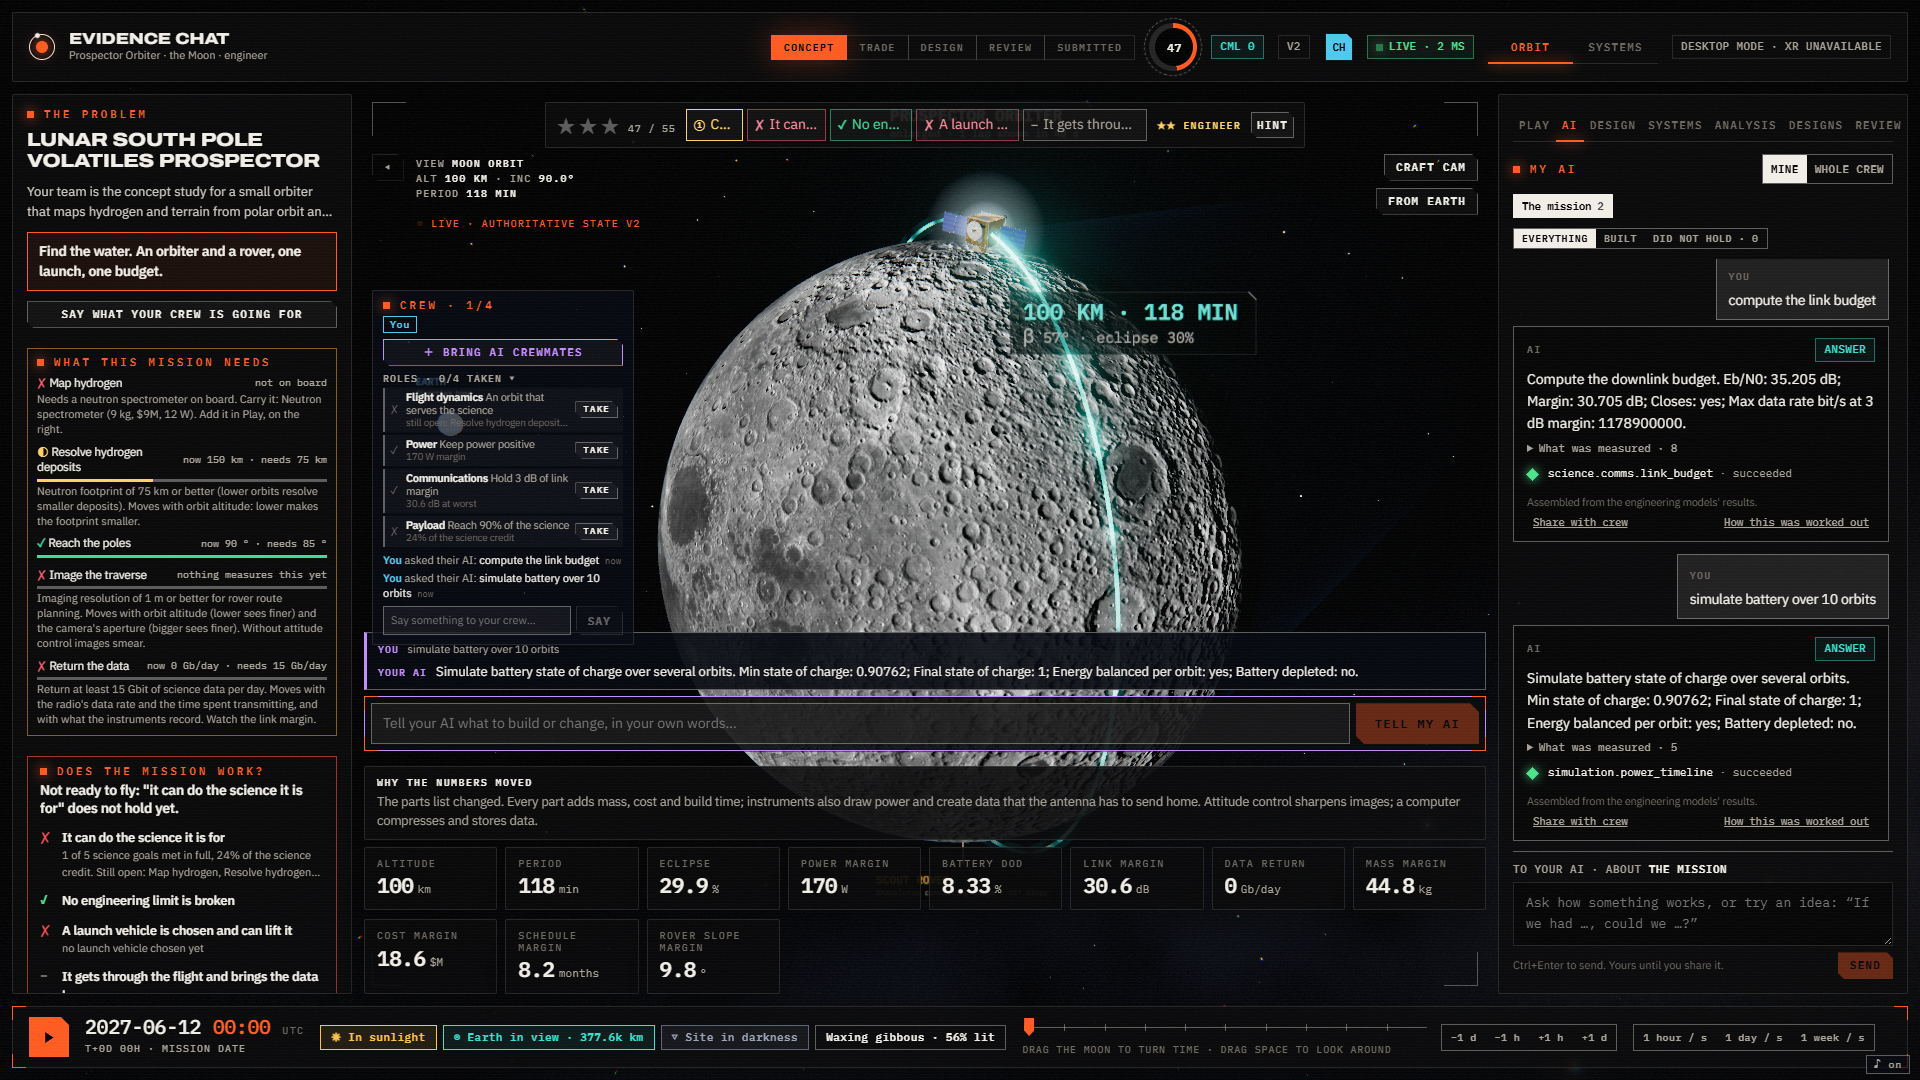 EVIDENCE CHAT
Prospector Orbiter · the Moon · engineer
CONCEPT
TRADE
DESIGN
REVIEW
SUBMITTED
47
CML 0
V2
CH
LIVE · 2 MS
ORBIT
SYSTEMS
DESKTOP MODE · XR UNAVAILABLE
THE PROBLEM
LUNAR SOUTH POLE
VOLATILES PROSPECTOR
Your team is the concept study for a small orbiter
that maps hydrogen and terrain from polar orbit an...
Find the water. An orbiter and a rover, one
launch, one budget.
SAY WHAT YOUR CREW IS GOING FOR
WHAT THIS MISSION NEEDS
✗ Map hydrogen not on board
Needs a neutron spectrometer on board. Carry it: Neutron
spectrometer (9 kg, $9M, 12 W). Add it in Play, on the
right.
Resolve hydrogen
deposits
now 150 km · needs 75 km
Neutron footprint of 75 km or better (lower orbits resolve
smaller deposits). Moves with orbit altitude: lower makes
the footprint smaller.
✓ Reach the poles now 90 ° · needs 85 °
✗ Image the traverse nothing measures this yet
Imaging resolution of 1 m or better for rover route
planning. Moves with orbit altitude (lower sees finer) and
the camera's aperture (bigger sees finer). Without attitude
control images smear.
✗ Return the data now 0 Gb/day · needs 15 Gb/day
Return at least 15 Gbit of science data per day. Moves with
the radio's data rate and the time spent transmitting, and
with what the instruments record. Watch the link margin.
DOES THE MISSION WORK?
Not ready to fly: "it can do the science it is
for" does not hold yet.
✗ It can do the science it is for
1 of 5 science goals met in full, 24% of the science
credit. Still open: Map hydrogen, Resolve hydrogen...
✓ No engineering limit is broken
✗ A launch vehicle is chosen and can lift it
no launch vehicle chosen yet
– It gets through the flight and brings the data
★★★ 47 / 55
① C...
✗ It can...
✓ No en...
✗ A launch ...
– It gets throu...
★★ ENGINEER
HINT
VIEW MOON ORBIT
ALT 100 KM · INC 90.0°
PERIOD 118 MIN
LIVE · AUTHORITATIVE STATE V2
CRAFT CAM
FROM EARTH
100 KM · 118 MIN
β 57° · eclipse 30%
CREW · 1/4
You
+ BRING AI CREWMATES
ROLES · 0/4 TAKEN ▾
✗ Flight dynamics An orbit that
serves the science
still open: Resolve hydrogen deposit...
TAKE
✓ Power Keep power positive
170 W margin
TAKE
✓ Communications Hold 3 dB of link
margin
30.6 dB at worst
TAKE
✗ Payload Reach 90% of the science
24% of the science credit
TAKE
You asked their AI: compute the link budget now
You asked their AI: simulate battery over 10
orbits now
Say something to your crew...
SAY
YOU simulate battery over 10 orbits
YOUR AI Simulate battery state of charge over several orbits. Min state of charge: 0.90762; Final state of charge: 1; Energy balanced per orbit: yes; Battery depleted: no.
Tell your AI what to build or change, in your own words...
TELL MY AI
WHY THE NUMBERS MOVED
The parts list changed. Every part adds mass, cost and build time; instruments also draw power and create data that the antenna has to send home. Attitude control sharpens images; a computer
compresses and stores data.
ALTITUDE
100 km
PERIOD
118 min
ECLIPSE
29.9 %
POWER MARGIN
170 W
BATTERY DOD
8.33 %
LINK MARGIN
30.6 dB
DATA RETURN
0 Gb/day
MASS MARGIN
44.8 kg
COST MARGIN
18.6 $M
SCHEDULE
MARGIN
8.2 months
ROVER SLOPE
MARGIN
9.8 °
PLAY
AI
DESIGN
SYSTEMS
ANALYSIS
DESIGNS
REVIEW
MY AI
MINE
WHOLE CREW
The mission 2
EVERYTHING
BUILT
DID NOT HOLD · 0
YOU
compute the link budget
AI
ANSWER
Compute the downlink budget. Eb/N0: 35.205 dB;
Margin: 30.705 dB; Closes: yes; Max data rate bit/s at 3
dB margin: 1178900000.
▸ What was measured · 8
science.comms.link_budget · succeeded
Assembled from the engineering models' results.
Share with crew
How this was worked out
YOU
simulate battery over 10 orbits
AI
ANSWER
Simulate battery state of charge over several orbits.
Min state of charge: 0.90762; Final state of charge: 1;
Energy balanced per orbit: yes; Battery depleted: no.
▸ What was measured · 5
simulation.power_timeline · succeeded
Assembled from the engineering models' results.
Share with crew
How this was worked out
TO YOUR AI · ABOUT THE MISSION
Ask how something works, or try an idea: “If
we had …, could we …?”
Ctrl+Enter to send. Yours until you share it.
SEND
2027-06-12 00:00 UTC
T+0D 00H · MISSION DATE
In sunlight
Earth in view · 377.6k km
Site in darkness
Waxing gibbous · 56% lit
DRAG THE MOON TO TURN TIME · DRAG SPACE TO LOOK AROUND
−1 d
−1 h
+1 h
+1 d
1 hour / s
1 day / s
1 week / s
♪ on